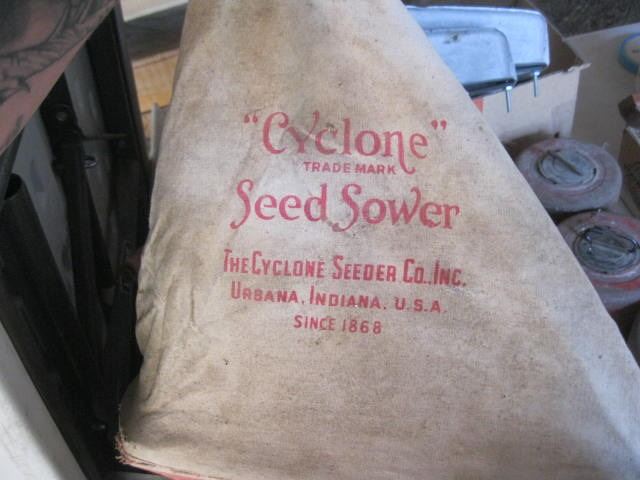 "Cyclone"
TRADE MARK
Seed Sower
THE CYCLONE SEEDER CO., INC.
URBANA, INDIANA, U.S.A.
SINCE 1868